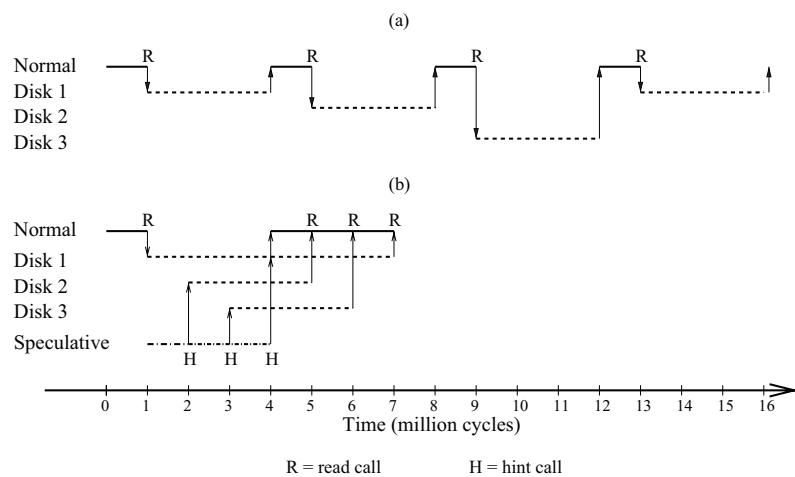 (a)
R R R R
Normal
Disk 1
Disk 2
Disk 3
(b)
R R R R
Normal
Disk 1
Disk 2
Disk 3
Speculative
H H H
0 1 2 3 4 5 6 7 8 9 10 11 12 13 14 15 16
Time (million cycles)
R = read call H = hint call